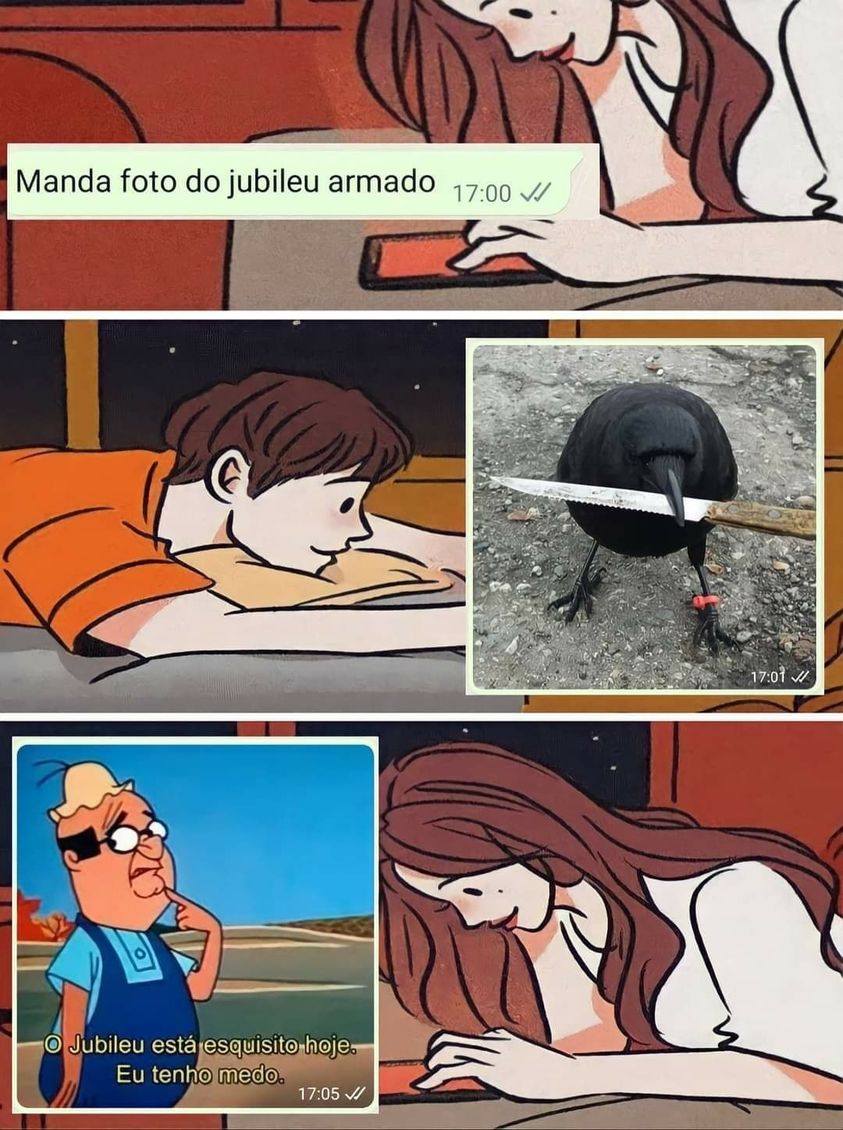 Manda foto do jubileu armado 17:00
17:01
O Jubileu está esquisito hoje.
Eu tenho medo.
17:05